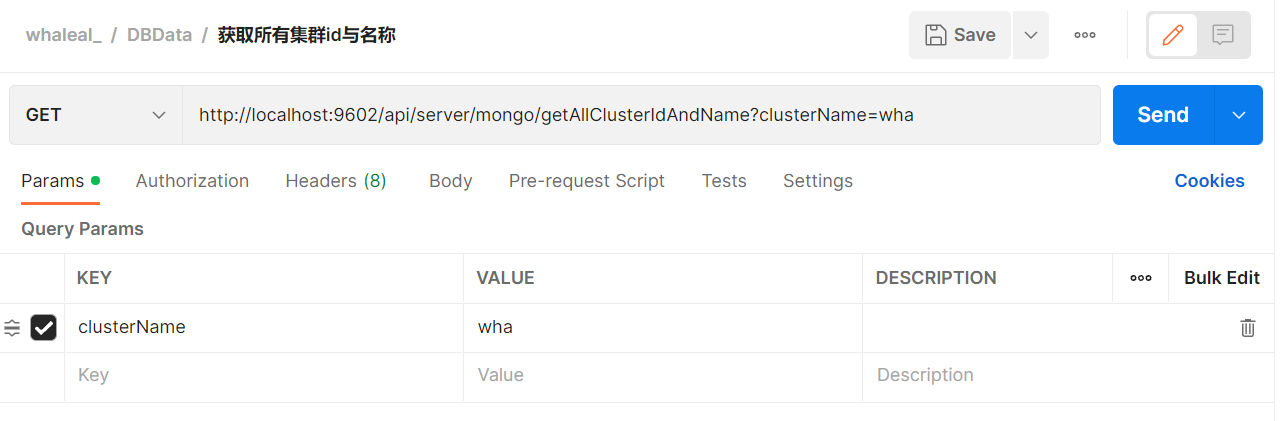 whaleal_ / DBData / 获取所有集群id与名称 Save
GET http://localhost:9602/api/server/mongo/getAllClusterIdAndName?clusterName=wha Send
Params Authorization Headers (8) Body Pre-request Script Tests Settings Cookies
Query Params
KEY VALUE DESCRIPTION Bulk Edit
clusterName wha
Key Value Description